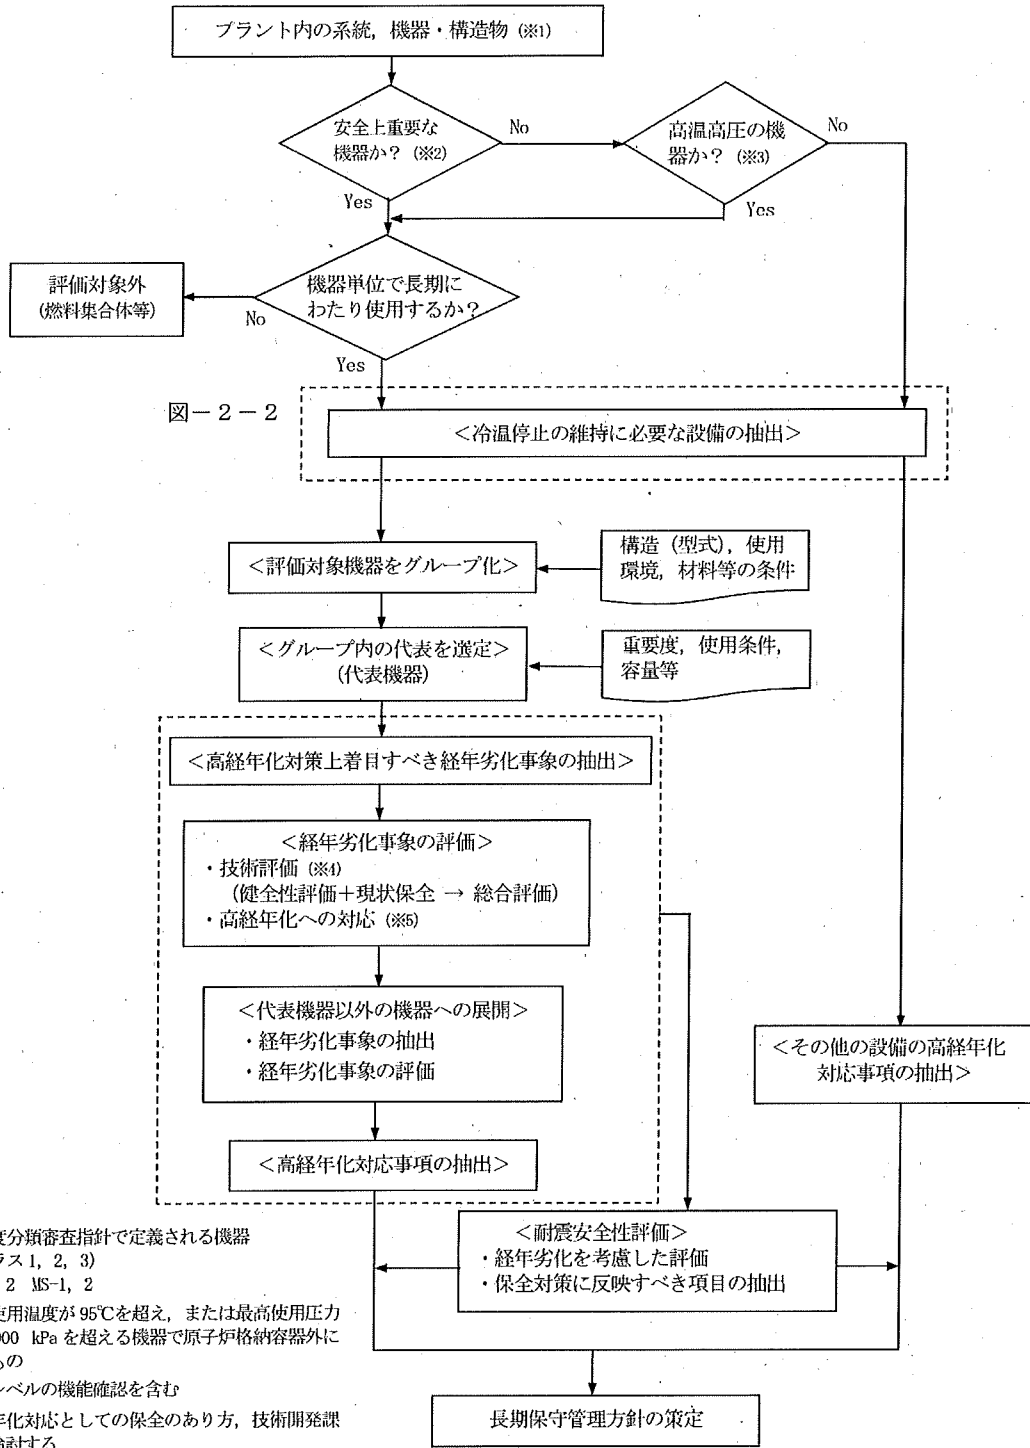 プラント内の系統，機器・構造物 (※1)
安全上重要な
機器か？ (※2)
No
高温高圧の機
器か？ (※3)
No
Yes
Yes
機器単位で長期に
わたり使用するか？
評価対象外
(燃料集合体等)
No
Yes
図－２－２
＜冷温停止の維持に必要な設備の抽出＞
＜評価対象機器をグループ化＞
構造（型式），使用
環境，材料等の条件
＜グループ内の代表を選定＞
(代表機器)
重要度，使用条件，
容量等
＜高経年化対策上着目すべき経年劣化事象の抽出＞
＜経年劣化事象の評価＞
・技術評価 (※4)
（健全性評価＋現状保全 → 総合評価）
・高経年化への対応 (※5)
＜代表機器以外の機器への展開＞
・経年劣化事象の抽出
・経年劣化事象の評価
＜その他の設備の高経年化
対応事項の抽出＞
＜高経年化対応事項の抽出＞
＜耐震安全性評価＞
・経年劣化を考慮した評価
・保全対策に反映すべき項目の抽出
度分類審査指針で定義される機器
ラス 1, 2, 3)
2 MS-1, 2
使用温度が 95℃を超え，または最高使用圧力
000 kPa を超える機器で原子炉格納容器外に
もの
レベルの機能確認を含む
年化対応としての保全のあり方，技術開発課
検討する
長期保守管理方針の策定